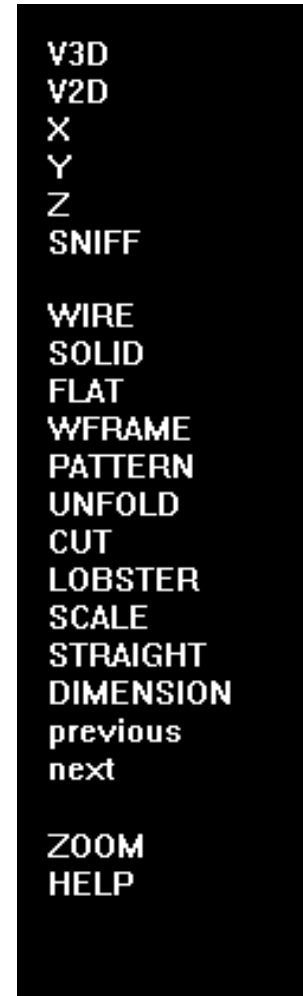 V3D
V2D
X
Y
Z
SNIFF
WIRE
SOLID
FLAT
WFRAME
PATTERN
UNFOLD
CUT
LOBSTER
SCALE
STRAIGHT
DIMENSION
previous
next
ZOOM
HELP